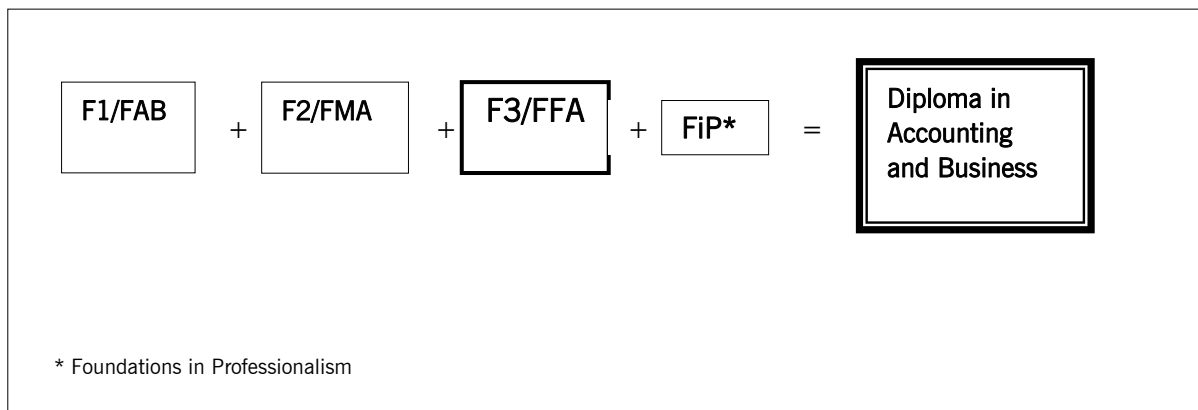 F1/FAB + F2/FMA + F3/FFA + FiP* = Diploma in
Accounting
and Business
* Foundations in Professionalism